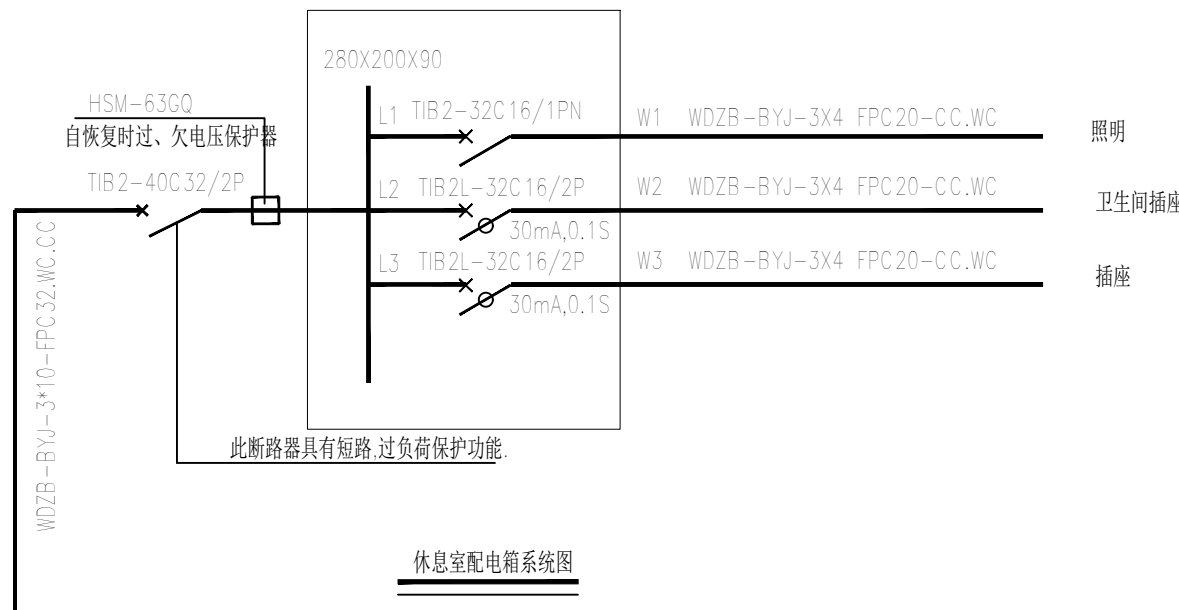 280X200X90
HSM-63GQ
自恢复时过、欠电压保护器
TIB2-40C32/2P
L1 TIB2-32C16/1PN W1 WDZB-BYJ-3X4 FPC20-CC.WC 照明
L2 TIB2L-32C16/2P W2 WDZB-BYJ-3X4 FPC20-CC.WC 卫生间插座
30mA,0.1S
L3 TIB2L-32C16/2P W3 WDZB-BYJ-3X4 FPC20-CC.WC 插座
30mA,0.1S
WDZB-BYJ-3*10-FPC32.WC.CC
此断路器具有短路,过负荷保护功能.
休息室配电箱系统图